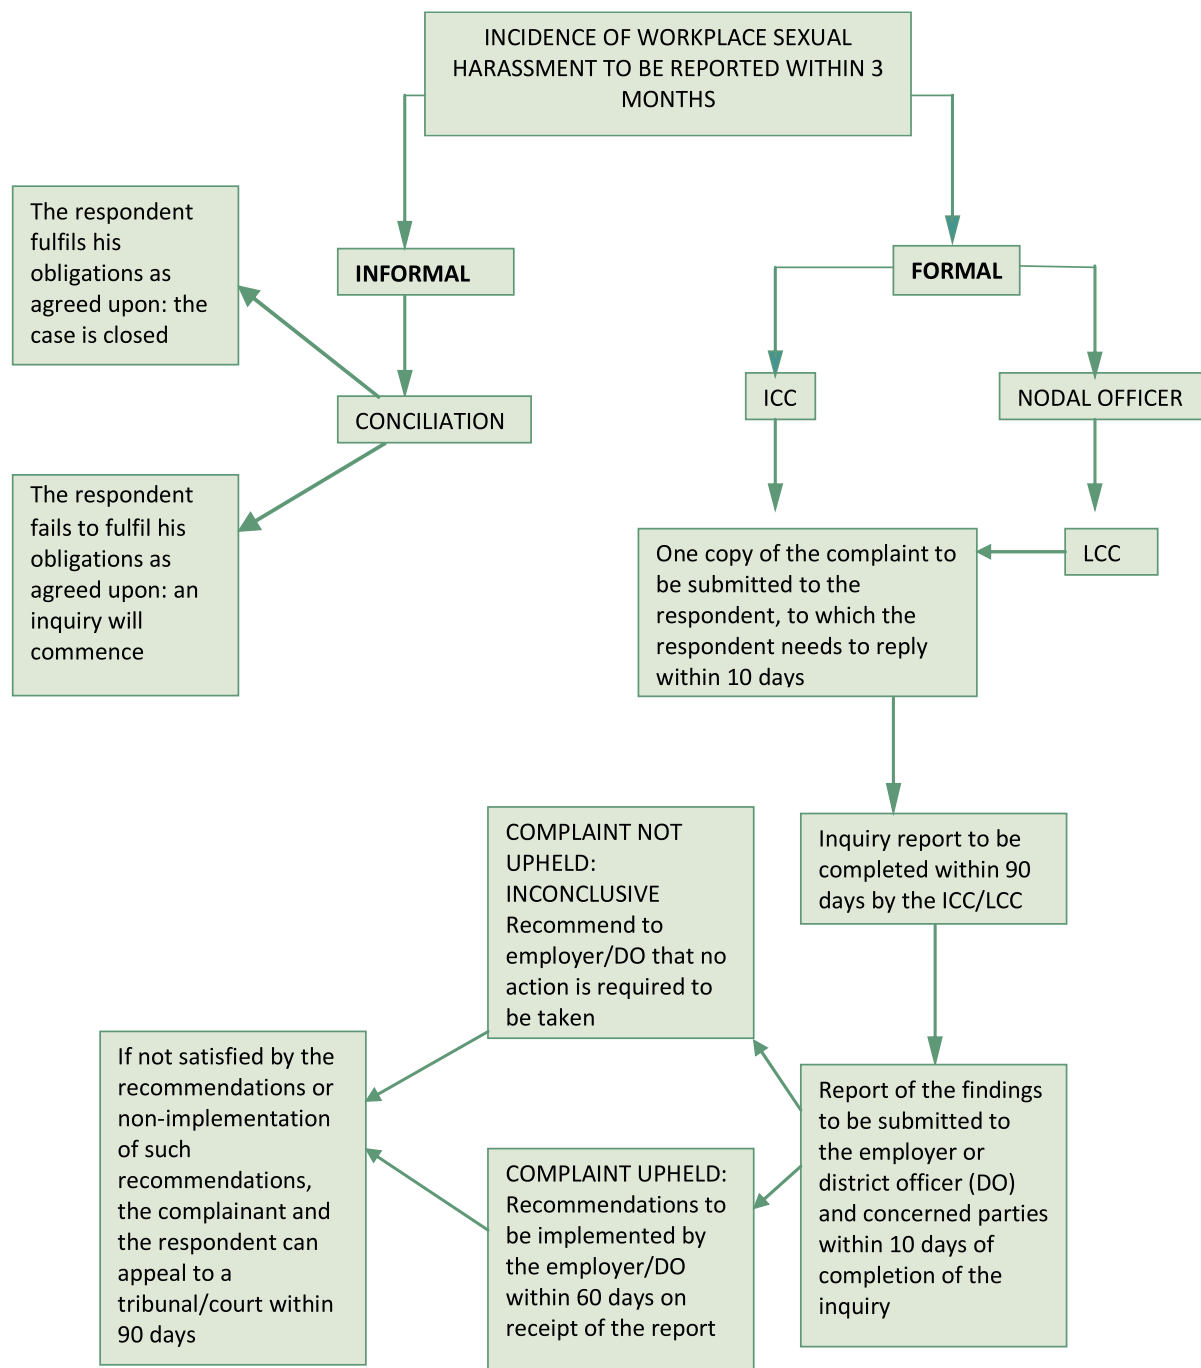 INCIDENCE OF WORKPLACE SEXUAL
HARASSMENT TO BE REPORTED WITHIN 3
MONTHS
The respondent
fulfils his
obligations as
agreed upon: the
case is closed
INFORMAL
FORMAL
CONCILIATION
ICC
NODAL OFFICER
The respondent
fails to fulfil his
obligations as
agreed upon: an
inquiry will
commence
One copy of the complaint to
be submitted to the
respondent, to which the
respondent needs to reply
within 10 days
LCC
Inquiry report to be
completed within 90
days by the ICC/LCC
COMPLAINT NOT
UPHELD:
INCONCLUSIVE
Recommend to
employer/DO that no
action is required to
be taken
Report of the findings
to be submitted to
the employer or
district officer (DO)
and concerned parties
within 10 days of
completion of the
inquiry
COMPLAINT UPHELD:
Recommendations to
be implemented by
the employer/DO
within 60 days on
receipt of the report
If not satisfied by the
recommendations or
non-implementation
of such
recommendations,
the complainant and
the respondent can
appeal to a
tribunal/court within
90 days